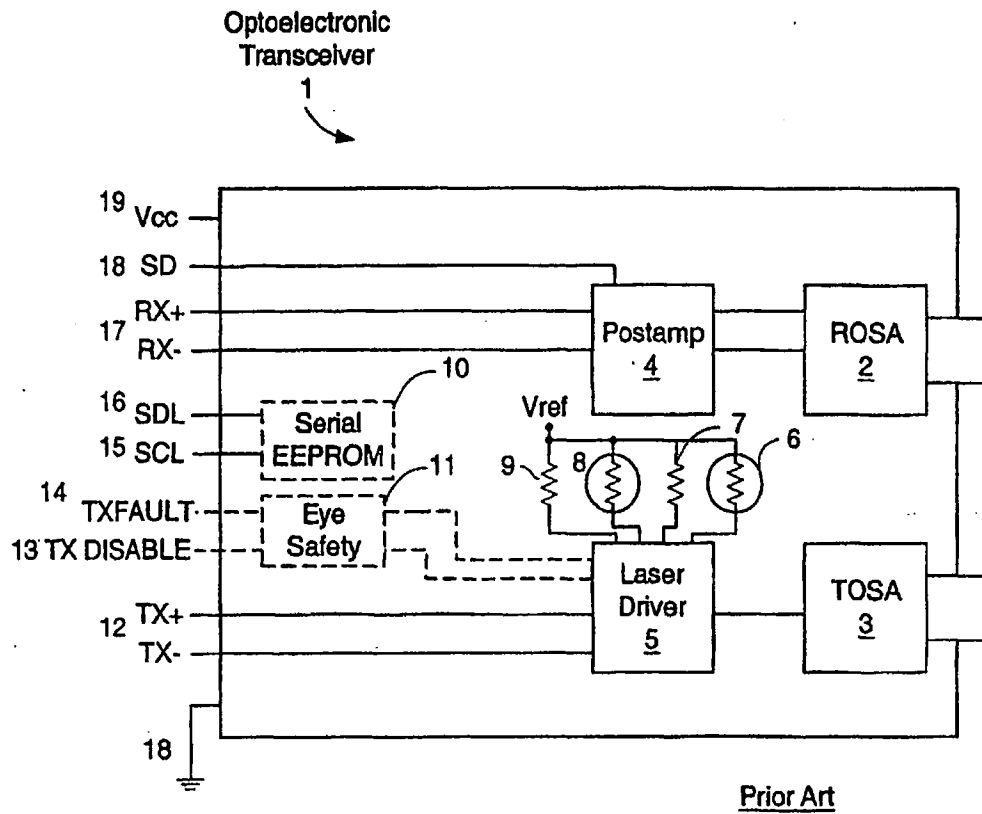 Optoelectronic
Transceiver
1
19 Vcc
18 SD
RX+
17
RX-
Postamp
4
ROSA
2
10
16 SDL
15 SCL
Serial
EEPROM
Vref
7
9
8
6
11
14
TXFAULT
13 TX DISABLE
Eye
Safety
Laser
Driver
5
TOSA
3
12 TX+
TX-
18
Prior Art